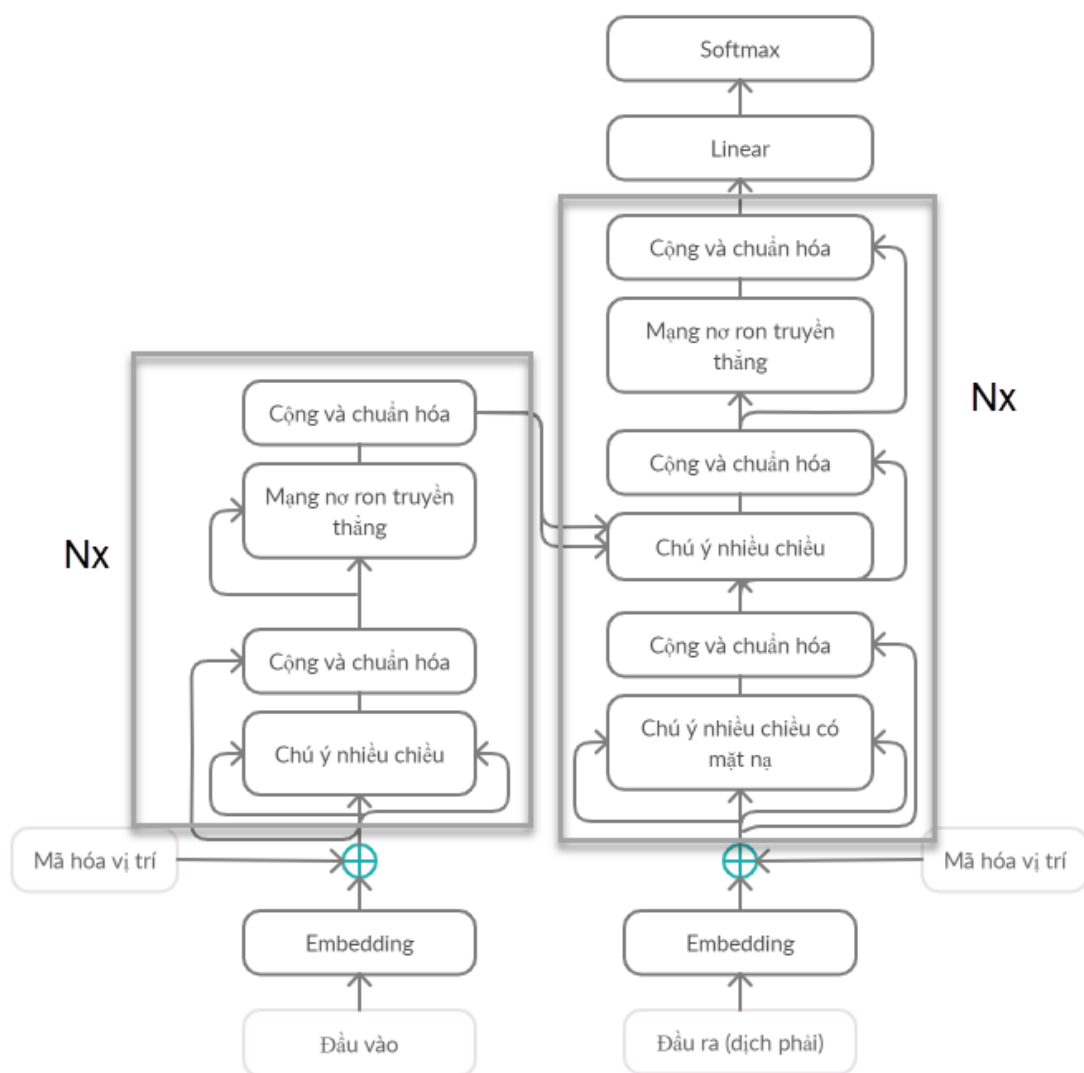 Softmax
Linear
Cộng và chuẩn hóa
Mạng nơ ron truyền
thẳng
Nx
Cộng và chuẩn hóa
Chú ý nhiều chiều
Cộng và chuẩn hóa
Chú ý nhiều chiều có
mặt nạ
Cộng và chuẩn hóa
Mạng nơ ron truyền
thẳng
Nx
Cộng và chuẩn hóa
Chú ý nhiều chiều
Mã hóa vị trí
Mã hóa vị trí
Embedding
Embedding
Đầu vào
Đầu ra (dịch phải)